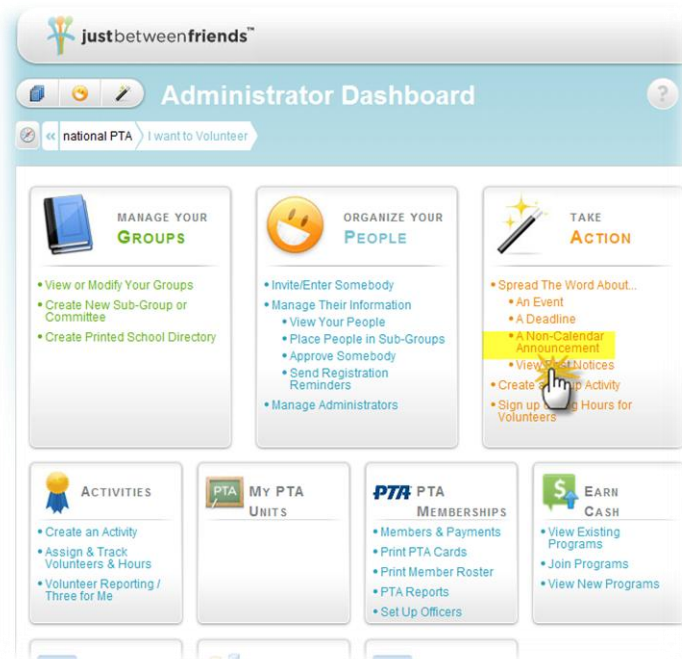 justbetweenfriends™
Administrator Dashboard
?
« national PTA I want to Volunteer
MANAGE YOUR
GROUPS
• View or Modify Your Groups
• Create New Sub-Group or
Committee
• Create Printed School Directory
ORGANIZE YOUR
PEOPLE
• Invite/Enter Somebody
• Manage Their Information
• View Your People
• Place People in Sub-Groups
• Approve Somebody
• Send Registration
Reminders
• Manage Administrators
TAKE
ACTION
• Spread The Word About...
• An Event
• A Deadline
• A Non-Calendar
Announcement
• View Notices
• Create a Activity
• Sign up Hours for
Volunteers
ACTIVITIES
• Create an Activity
• Assign & Track
Volunteers & Hours
• Volunteer Reporting /
Three for Me
PTA
MY PTA
UNITS
PTA PTA
MEMBERSHIPS
• Members & Payments
• Print PTA Cards
• Print Member Roster
• PTA Reports
• Set Up Officers
$
EARN
CASH
• View Existing
Programs
• Join Programs
• View New Programs